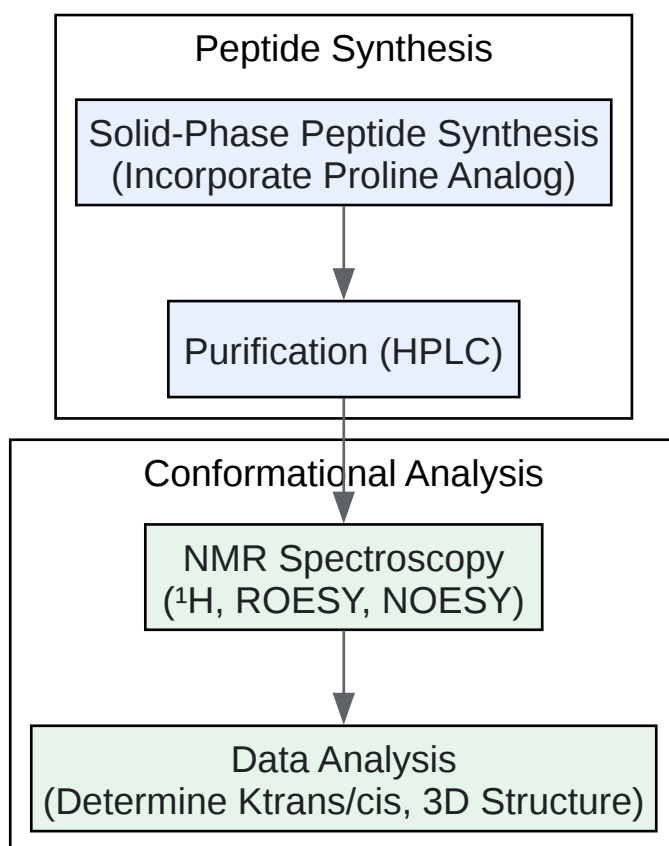 Peptide Synthesis
Solid-Phase Peptide Synthesis
(Incorporate Proline Analog)
Purification (HPLC)
Conformational Analysis
NMR Spectroscopy
(¹H, ROESY, NOESY)
Data Analysis
(Determine Ktrans/cis, 3D Structure)